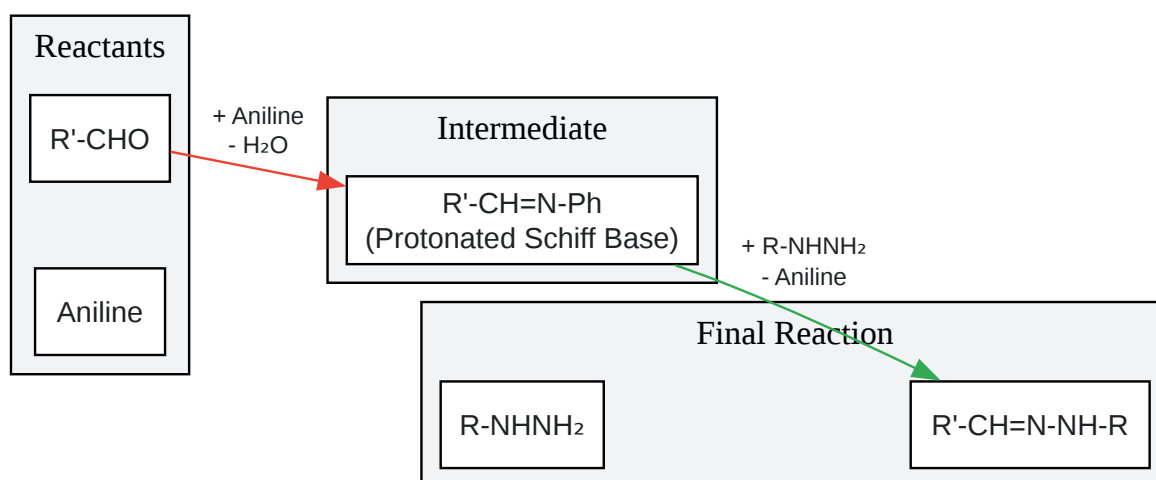 Reactants
R'-CHO
Aniline
+ Aniline
- H₂O
Intermediate
R'-CH=N-Ph
(Protonated Schiff Base)
+ R-NHNH₂
- Aniline
Final Reaction
R-NHNH₂
R'-CH=N-NH-R